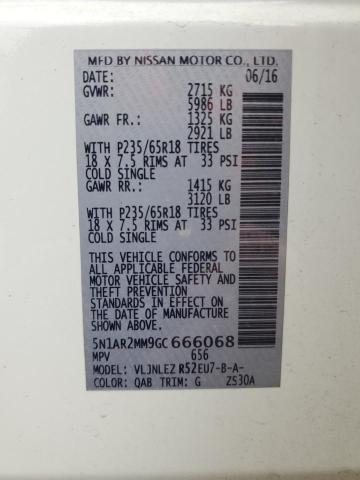 MFD BY NISSAN MOTOR CO., LTD.
DATE: 06/16
GVWR: 2715 KG
5986 LB
GAWR FR.: 1325 KG
2921 LB
WITH P235/65R18 TIRES
18 X 7.5 RIMS AT 33 PSI
COLD SINGLE
GAWR RR.: 1415 KG
3120 LB
WITH P235/65R18 TIRES
18 X 7.5 RIMS AT 33 PSI
COLD SINGLE
THIS VEHICLE CONFORMS TO
ALL APPLICABLE FEDERAL
MOTOR VEHICLE SAFETY AND
THEFT PREVENTION
STANDARDS IN EFFECT ON
THE DATE OF MANUFACTURE
SHOWN ABOVE.
5N1AR2MM9GC666068
MPV 656
MODEL: VLJNLEZ R52EU7-B-A-
COLOR: QAB TRIM: G ZS30A